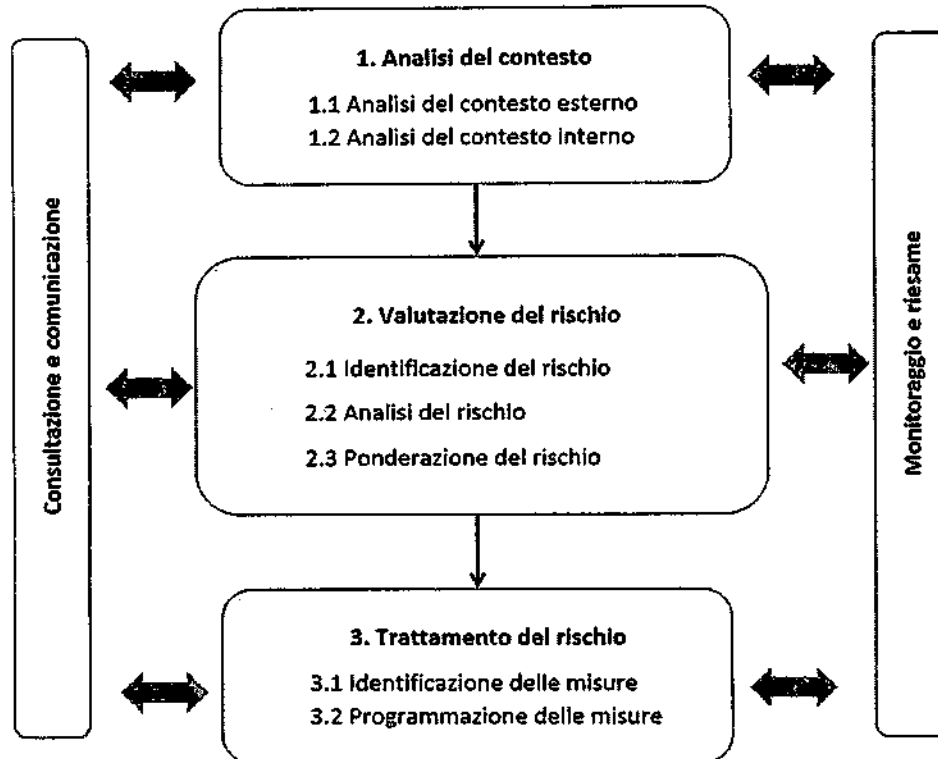 Consultazione e comunicazione
1. Analisi del contesto
1.1 Analisi del contesto esterno
1.2 Analisi del contesto interno
2. Valutazione del rischio
2.1 Identificazione del rischio
2.2 Analisi del rischio
2.3 Ponderazione del rischio
3. Trattamento del rischio
3.1 Identificazione delle misure
3.2 Programmazione delle misure
Monitoraggio e riesame